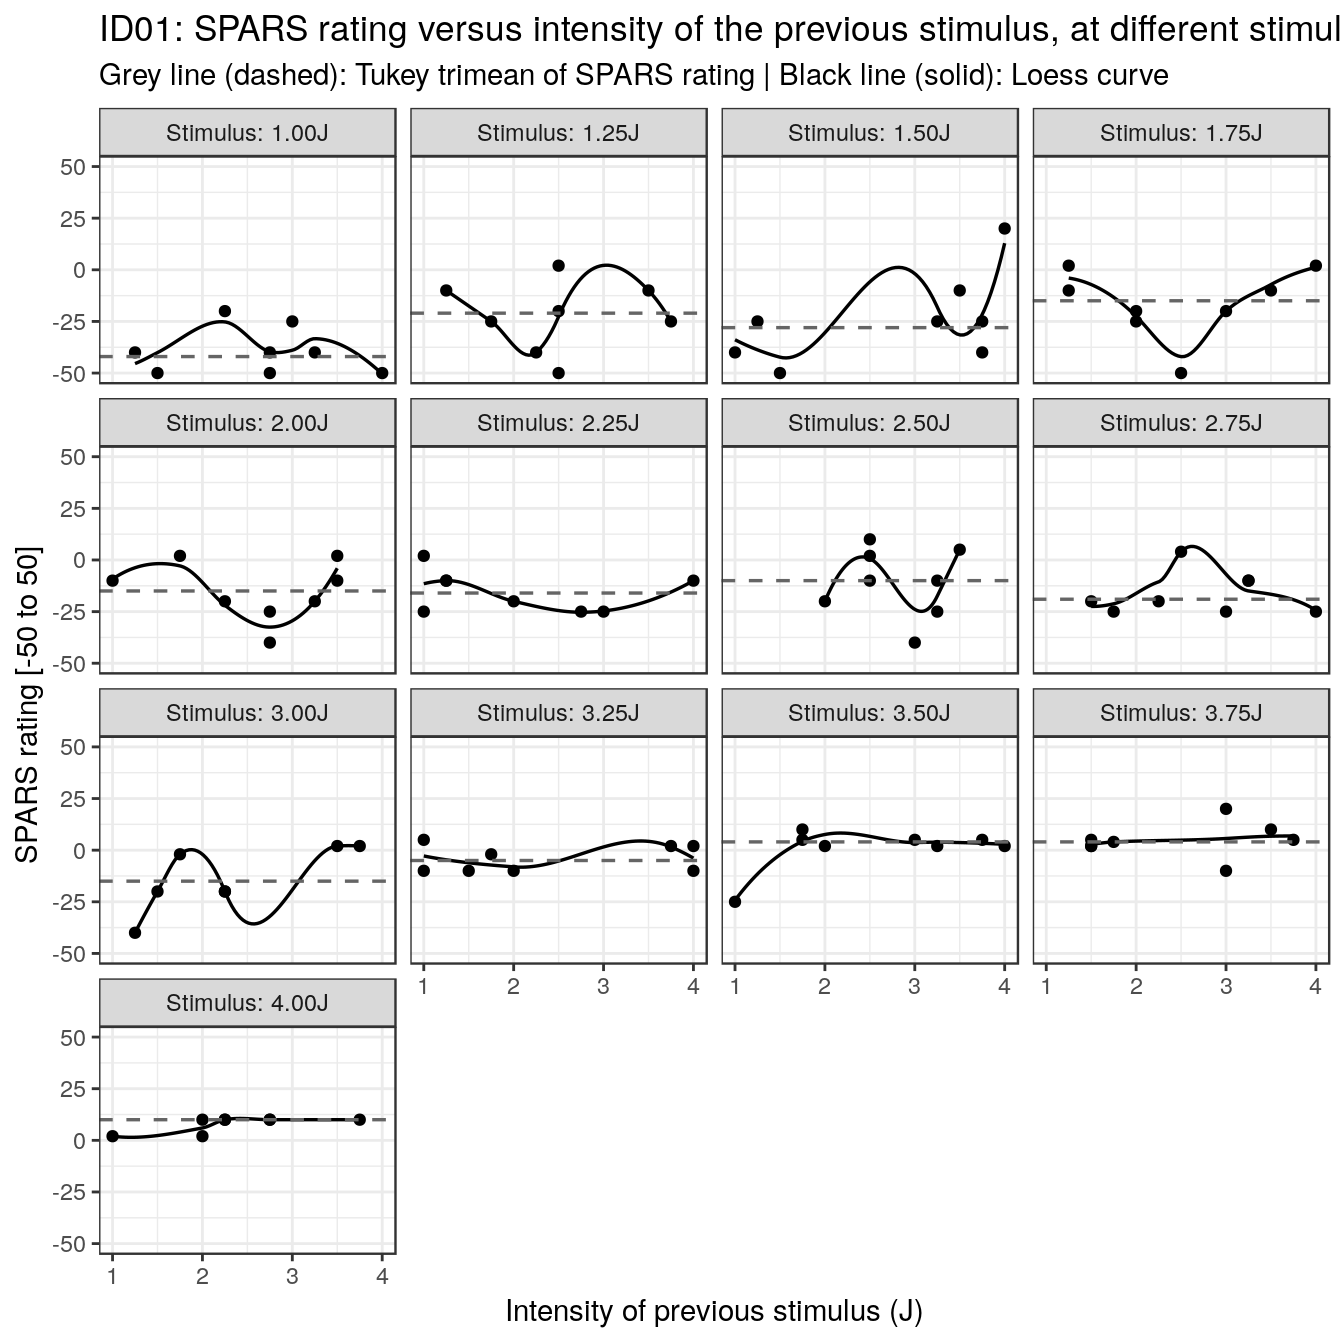 ID01: SPARS rating versus intensity of the previous stimulus, at different stimul
Grey line (dashed): Tukey trimean of SPARS rating | Black line (solid): Loess curve
Stimulus: 1.00J Stimulus: 1.25J Stimulus: 1.50J Stimulus: 1.75J
50
25
0
-25
-50
Stimulus: 2.00J Stimulus: 2.25J Stimulus: 2.50J Stimulus: 2.75J
50
25
0
-25
-50
SPARS rating [-50 to 50]
Stimulus: 3.00J Stimulus: 3.25J Stimulus: 3.50J Stimulus: 3.75J
50
25
0
-25
-50
1 2 3 4 1 2 3 4 1 2 3 4
Stimulus: 4.00J
50
25
0
-25
-50
1 2 3 4
Intensity of previous stimulus (J)